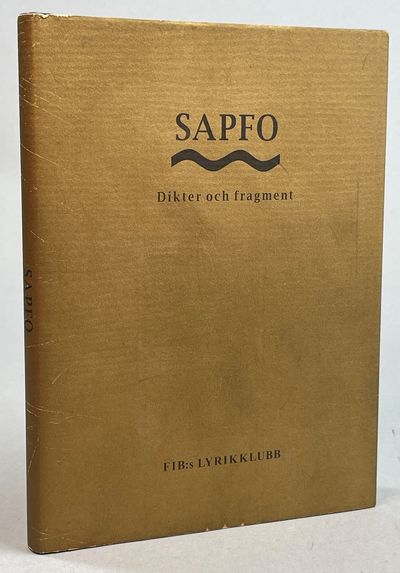 SAPFO
Dikter och fragment
FIB:s LYRIKKLUBB
SAPFO